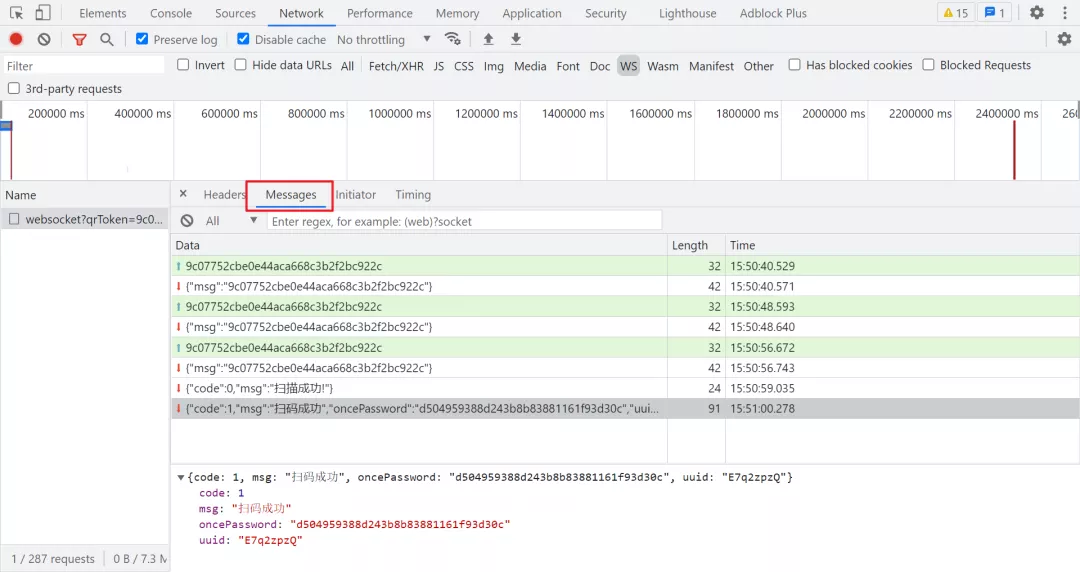 Elements Console Sources Network Performance Memory Application Security Lighthouse Adblock Plus 15 1
Preserve log Disable cache No throttling
Filter Invert Hide data URLs All Fetch/XHR JS CSS Img Media Font Doc WS Wasm Manifest Other Has blocked cookies Blocked Requests
3rd-party requests
200000 ms 400000 ms 600000 ms 800000 ms 1000000 ms 1200000 ms 1400000 ms 1600000 ms 1800000 ms 2000000 ms 2200000 ms 2400000 ms 260
Name × Headers Messages Initiator Timing
websocket?qrToken=9c0... All Enter regex, for example: (web)?socket
Data Length Time
9c07752cbe0e44aca668c3b2f2bc922c 32 15:50:40.529
{"msg":"9c07752cbe0e44aca668c3b2f2bc922c"} 42 15:50:40.571
9c07752cbe0e44aca668c3b2f2bc922c 32 15:50:48.593
{"msg":"9c07752cbe0e44aca668c3b2f2bc922c"} 42 15:50:48.640
9c07752cbe0e44aca668c3b2f2bc922c 32 15:50:56.672
{"msg":"9c07752cbe0e44aca668c3b2f2bc922c"} 42 15:50:56.743
{"code":0,"msg":"扫描成功!"} 24 15:50:59.035
{"code":1,"msg":"扫码成功","oncePassword":"d504959388d243b8b83881161f93d30c","uui... 91 15:51:00.278
{code: 1, msg: "扫码成功", oncePassword: "d504959388d243b8b83881161f93d30c", uuid: "E7q2zpzQ"}
code: 1
msg: "扫码成功"
oncePassword: "d504959388d243b8b83881161f93d30c"
uuid: "E7q2zpzQ"
1 / 287 requests 0 B / 7.3 M